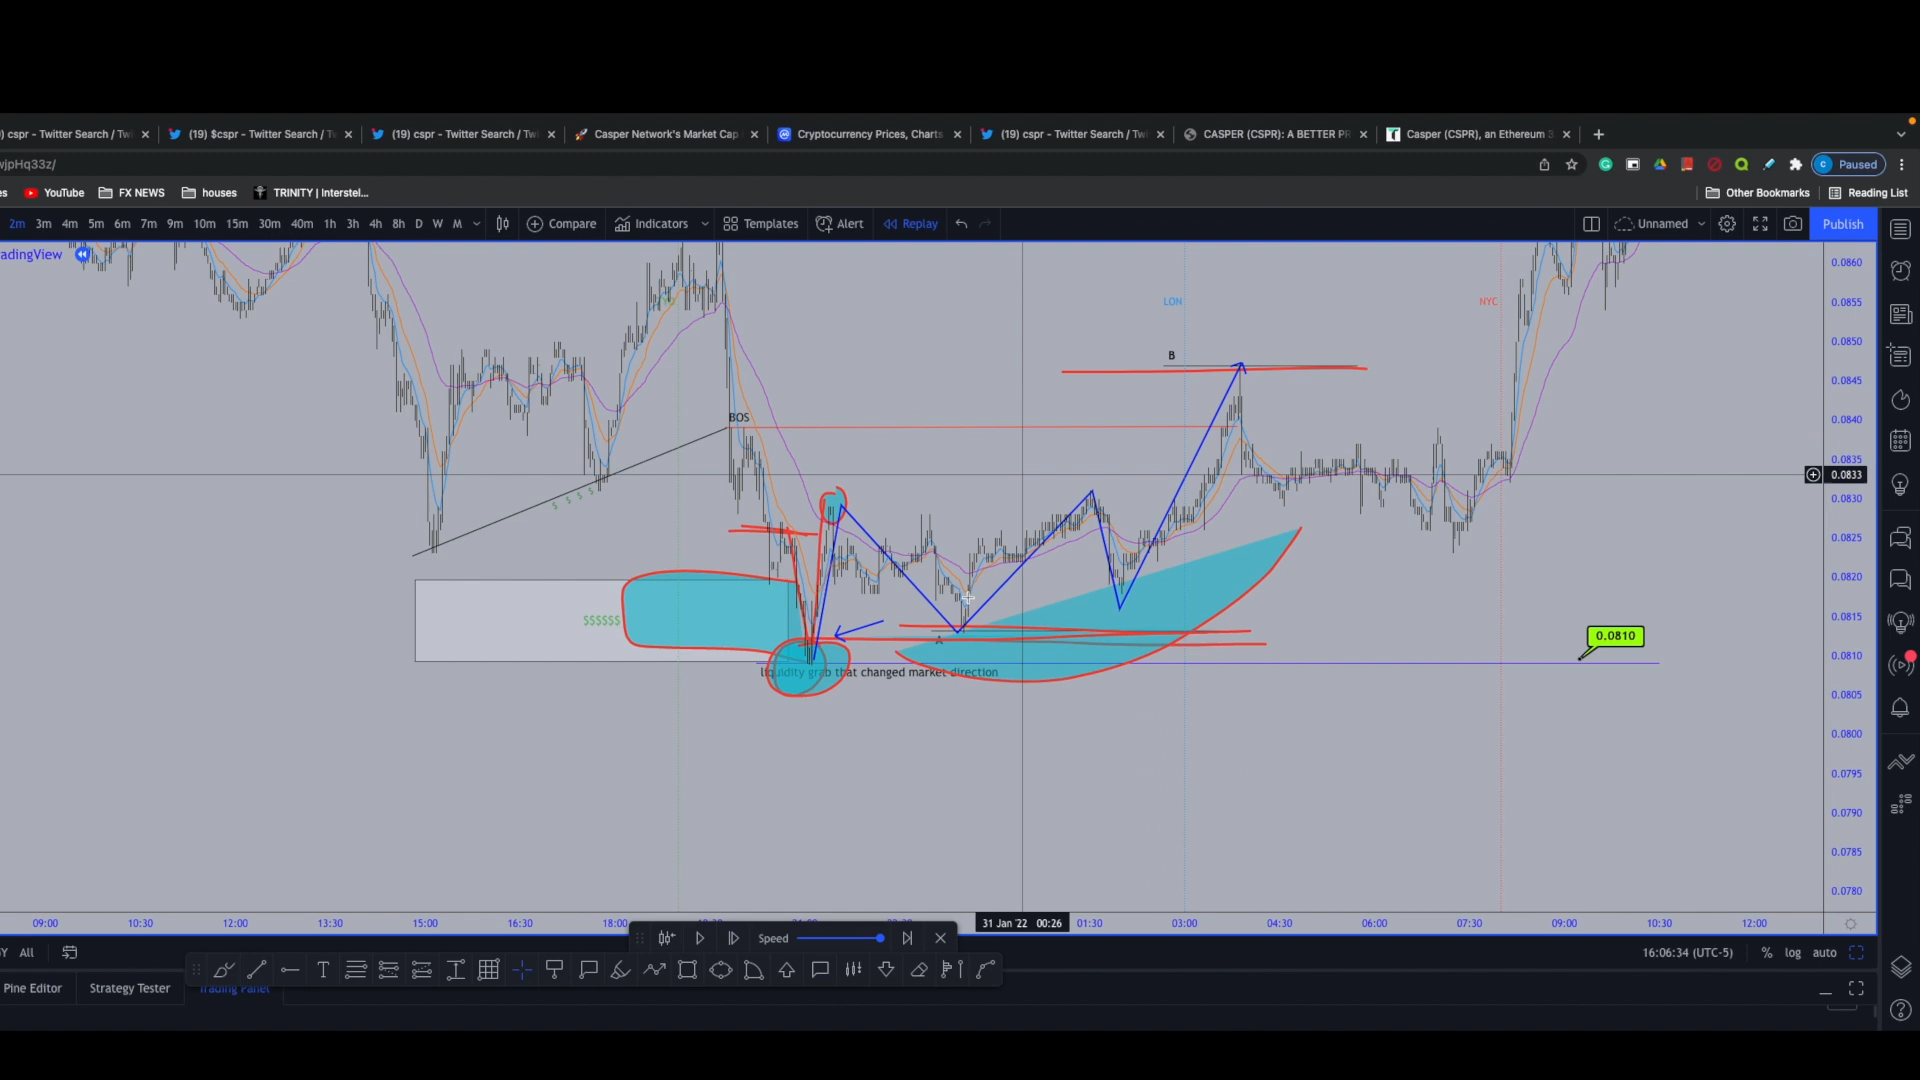 ) cspr - Twitter Search / Tw
(19) $cspr - Twitter Search / T
(19) cspr - Twitter Search / Tw
Casper Network's Market Cap
Cryptocurrency Prices, Charts
(19) cspr - Twitter Search / Tw
CASPER (CSPR): A BETTER PR
Casper (CSPR), an Ethereum 3
wjpHq33z/
c Paused
es YouTube FX NEWS houses TRINITY | Interstel...
Other Bookmarks Reading List
2m 3m 4m 5m 6m 7m 9m 10m 15m 30m 40m 1h 3h 4h 8h D W M Compare Indicators Templates Alert Replay Unnamed Publish
adingView
0.0860
LON
NYC
0.0855
0.0850
B
0.0845
BOS
0.0840
0.0835
0.0833
0.0830
$ $ $ $
0.0825
0.0820
$$$$$$
0.0815
A
0.0810
0.0810
liquidity grab that changed market direction
0.0805
0.0800
0.0795
0.0790
0.0785
0.0780
09:00 10:30 12:00 13:30 15:00 16:30 18:00 31 Jan '22 00:26 01:30 03:00 04:30 06:00 07:30 09:00 10:30 12:00
Speed
Y All
16:06:34 (UTC-5) % log auto
Pine Editor Strategy Tester Trading Panel